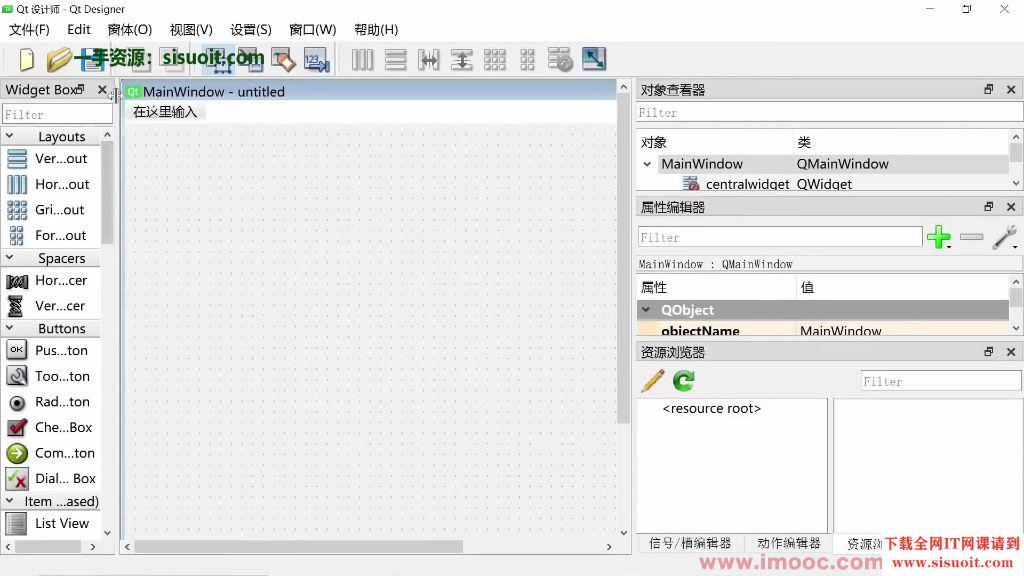 Qt 设计师 - Qt Designer
文件(F) Edit 窗体(O) 视图(V) 设置(S) 窗口(W) 帮助(H)
一手资源：sisuoit.com
Widget Box
Filter
Layouts
Ver...out
Hor...out
Gri...out
For...out
Spacers
Hor...cer
Ver...cer
Buttons
Pus...ton
Too...ton
Rad...ton
Che...Box
Com...ton
Dial... Box
Item ...ased)
List View
MainWindow - untitled
在这里输入
对象查看器
Filter
对象 类
MainWindow QMainWindow
centralwidget QWidget
属性编辑器
Filter
MainWindow : QMainWindow
属性 值
QObject
objectName MainWindow
资源浏览器
Filter
<resource root>
信号/槽编辑器 动作编辑器 资源浏
下载全网IT网课请到
www.imooc.com
www.sisuoit.com